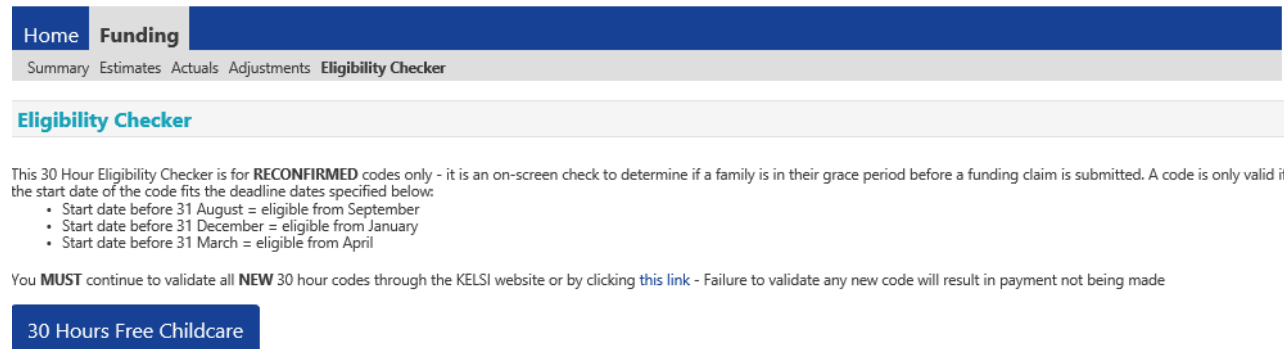 Home Funding
Summary Estimates Actuals Adjustments Eligibility Checker
Eligibility Checker
This 30 Hour Eligibility Checker is for RECONFIRMED codes only - it is an on-screen check to determine if a family is in their grace period before a funding claim is submitted. A code is only valid if
the start date of the code fits the deadline dates specified below:
• Start date before 31 August = eligible from September
• Start date before 31 December = eligible from January
• Start date before 31 March = eligible from April
You MUST continue to validate all NEW 30 hour codes through the KELSI website or by clicking this link - Failure to validate any new code will result in payment not being made
30 Hours Free Childcare